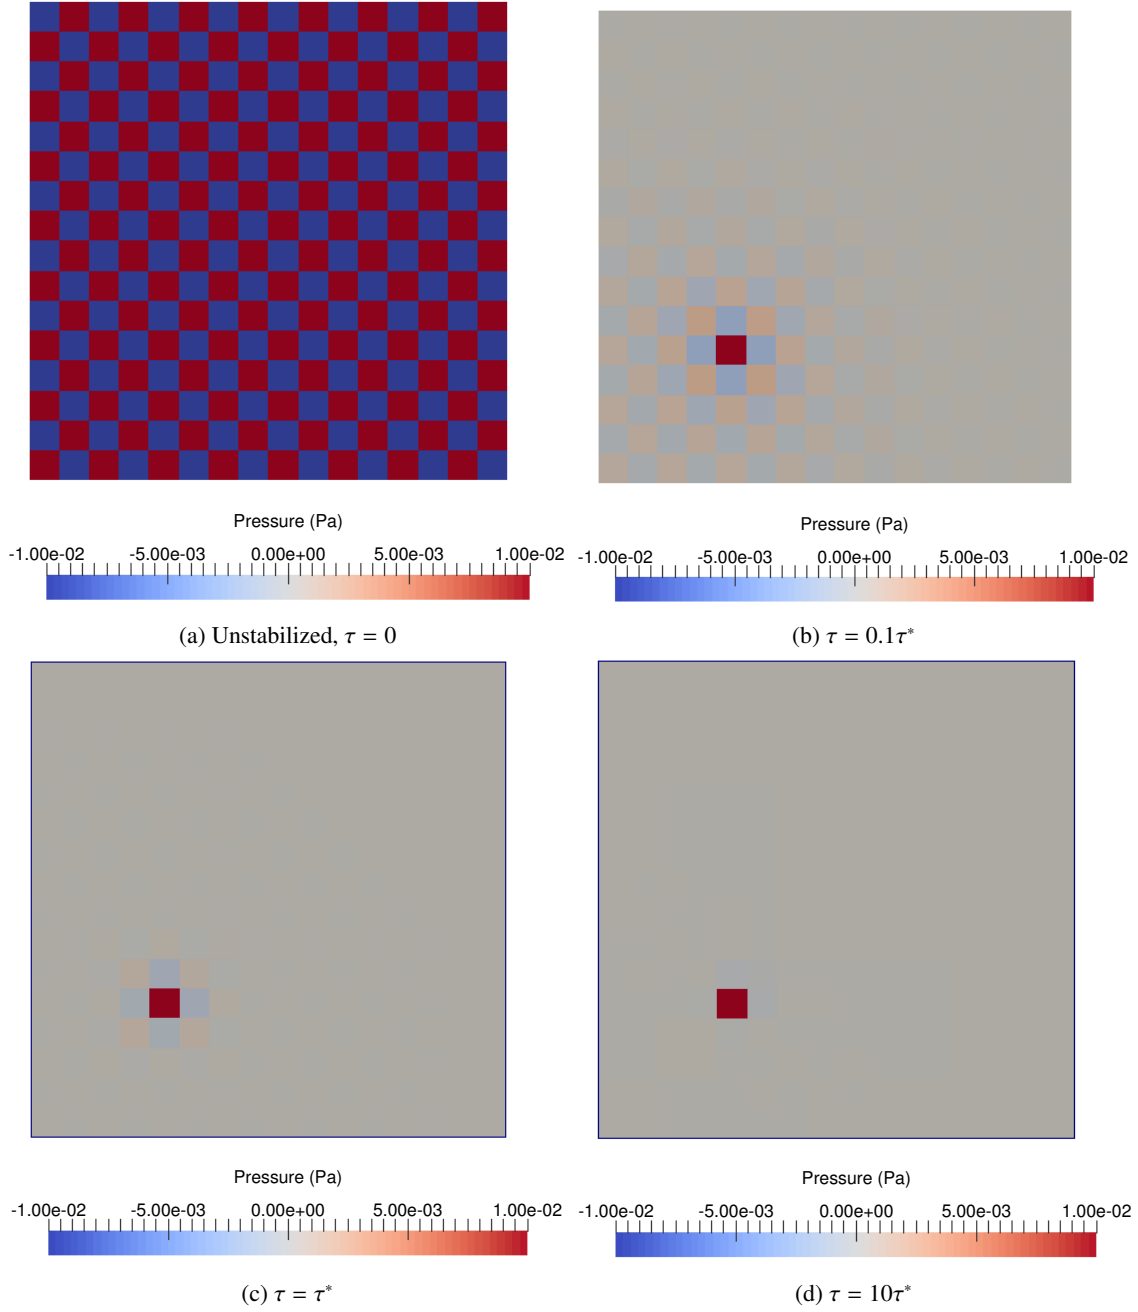 Pressure (Pa)
-1.00e-02 -5.00e-03 0.00e+00 5.00e-03 1.00e-02
(a) Unstabilized, τ = 0
Pressure (Pa)
-1.00e-02 -5.00e-03 0.00e+00 5.00e-03 1.00e-02
(b) τ = 0.1τ*
Pressure (Pa)
-1.00e-02 -5.00e-03 0.00e+00 5.00e-03 1.00e-02
(c) τ = τ*
Pressure (Pa)
-1.00e-02 -5.00e-03 0.00e+00 5.00e-03 1.00e-02
(d) τ = 10τ*